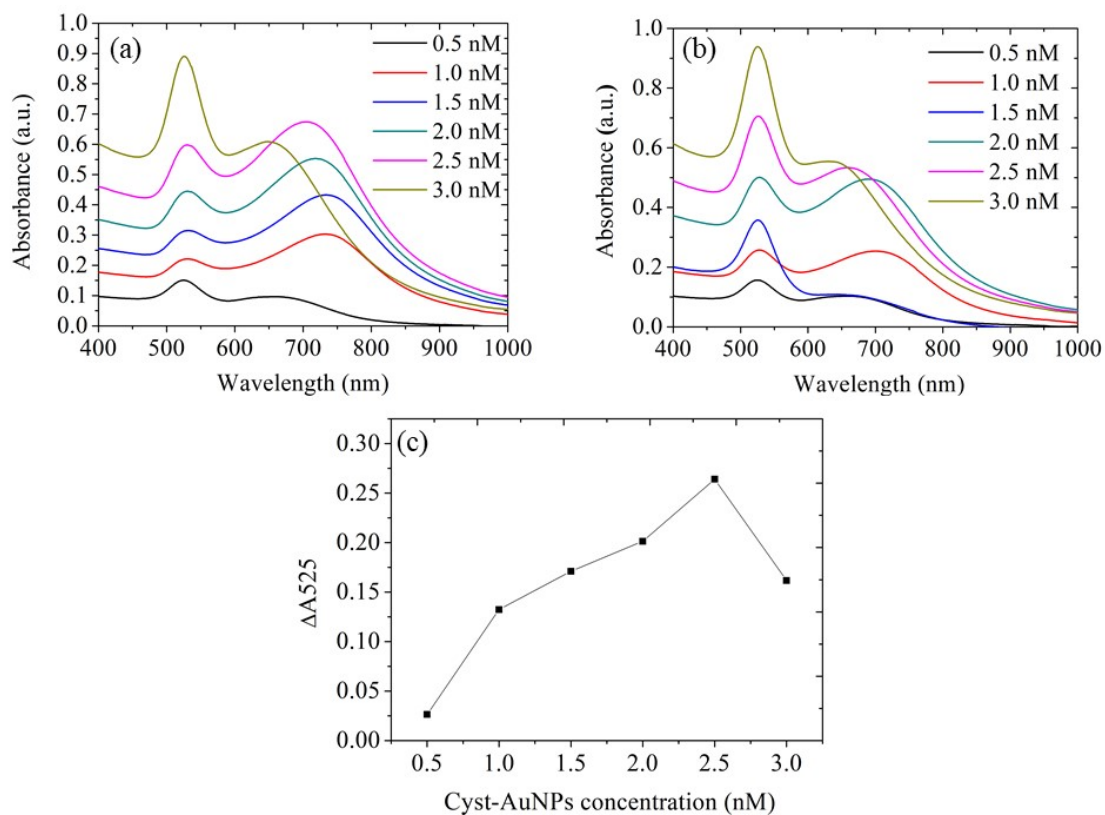 (a)
0.5 nM
1.0 nM
1.5 nM
2.0 nM
2.5 nM
3.0 nM
1.0
0.9
0.8
0.7
0.6
0.5
0.4
0.3
0.2
0.1
0.0
Absorbance (a.u.)
400 500 600 700 800 900 1000
Wavelength (nm)
(b)
0.5 nM
1.0 nM
1.5 nM
2.0 nM
2.5 nM
3.0 nM
1.0
0.8
0.6
0.4
0.2
0.0
Absorbance (a.u.)
400 500 600 700 800 900 1000
Wavelength (nm)
(c)
0.30
0.25
0.20
0.15
0.10
0.05
0.00
ΔA525
0.5 1.0 1.5 2.0 2.5 3.0
Cyst-AuNPs concentration (nM)